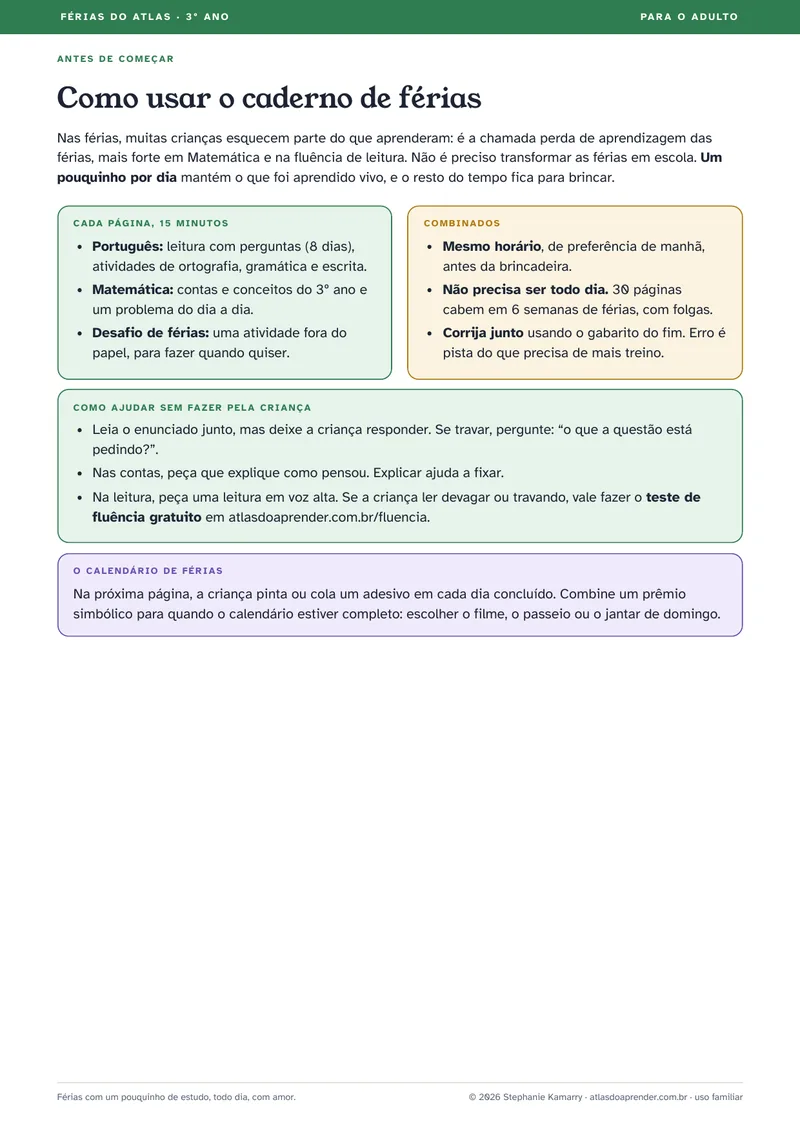 FÉRIAS DO ATLAS · 3º ANO
PARA O ADULTO
ANTES DE COMEÇAR
Como usar o caderno de férias
Nas férias, muitas crianças esquecem parte do que aprenderam: é a chamada perda de aprendizagem das
férias, mais forte em Matemática e na fluência de leitura. Não é preciso transformar as férias em escola. Um
pouquinho por dia mantém o que foi aprendido vivo, e o resto do tempo fica para brincar.
CADA PÁGINA, 15 MINUTOS
• Português: leitura com perguntas (8 dias),
atividades de ortografia, gramática e escrita.
• Matemática: contas e conceitos do 3º ano e
um problema do dia a dia.
• Desafio de férias: uma atividade fora do
papel, para fazer quando quiser.
COMBINADOS
• Mesmo horário, de preferência de manhã,
antes da brincadeira.
• Não precisa ser todo dia. 30 páginas
cabem em 6 semanas de férias, com folgas.
• Corrija junto usando o gabarito do fim. Erro é
pista do que precisa de mais treino.
COMO AJUDAR SEM FAZER PELA CRIANÇA
• Leia o enunciado junto, mas deixe a criança responder. Se travar, pergunte: “o que a questão está
pedindo?”.
• Nas contas, peça que explique como pensou. Explicar ajuda a fixar.
• Na leitura, peça uma leitura em voz alta. Se a criança ler devagar ou travando, vale fazer o teste de
fluência gratuito em atlasdoaprender.com.br/fluencia.
O CALENDÁRIO DE FÉRIAS
Na próxima página, a criança pinta ou cola um adesivo em cada dia concluído. Combine um prêmio
simbólico para quando o calendário estiver completo: escolher o filme, o passeio ou o jantar de domingo.
Férias com um pouquinho de estudo, todo dia, com amor.
© 2026 Stephanie Kamarry · atlasdoaprender.com.br · uso familiar